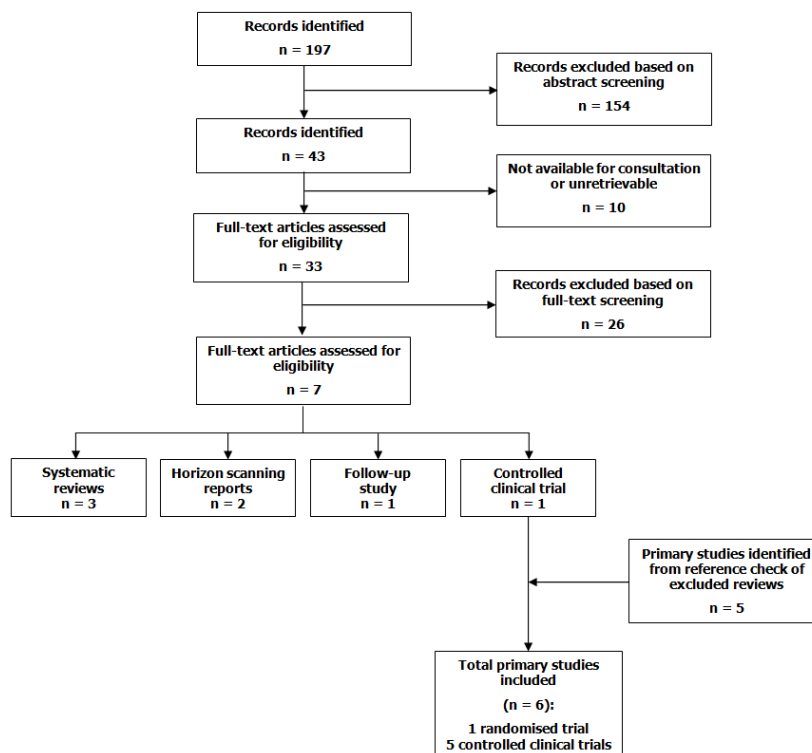 Records identified
n = 197
Records excluded based on
abstract screening
n = 154
Records identified
n = 43
Not available for consultation
or unretrievable
n = 10
Full-text articles assessed
for eligibility
n = 33
Records excluded based on
full-text screening
n = 26
Full-text articles assessed for
eligibility
n = 7
Systematic
reviews
n = 3
Horizon scanning
reports
n = 2
Follow-up
study
n = 1
Controlled
clinical trial
n = 1
Primary studies identified
from reference check of
excluded reviews
n = 5
Total primary studies
included
(n = 6):
1 randomised trial
5 controlled clinical trials